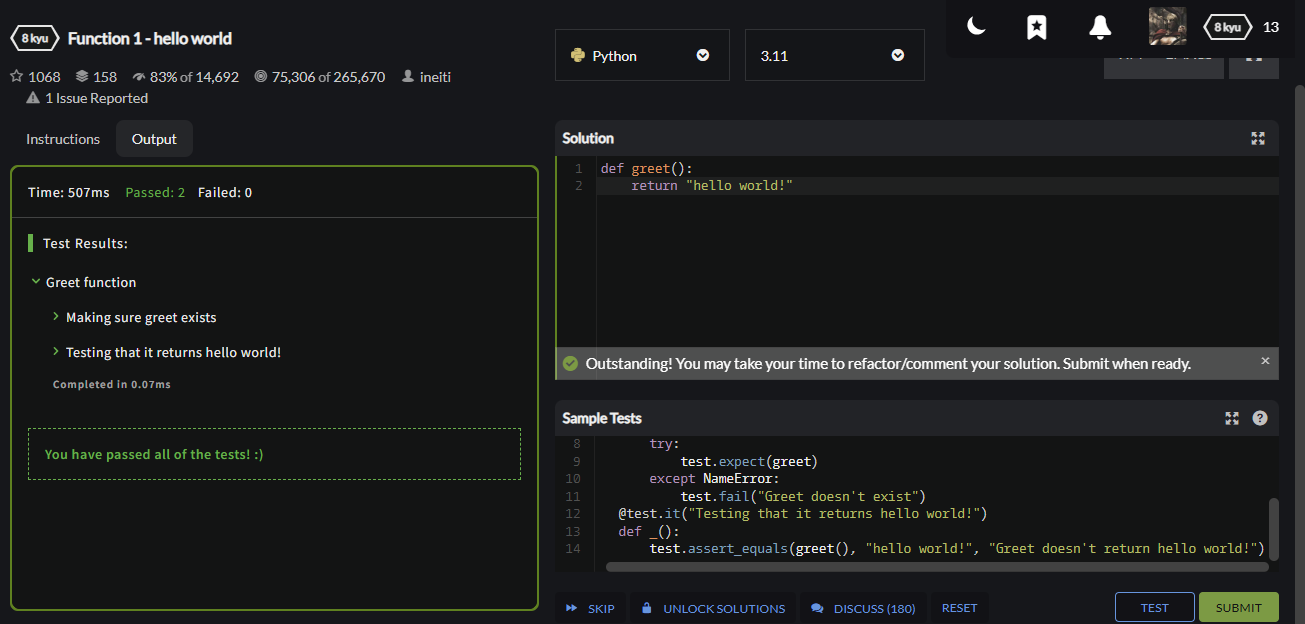 8 kyu Function 1 - hello world
1068 158 83% of 14,692 75,306 of 265,670 ineiti
1 Issue Reported
Instructions Output
Time: 507ms Passed: 2 Failed: 0
Test Results:
Greet function
Making sure greet exists
Testing that it returns hello world!
Completed in 0.07ms
You have passed all of the tests! :)
Python 3.11
8 kyu 13
Solution
1 def greet():
2 return "hello world!"
Outstanding! You may take your time to refactor/comment your solution. Submit when ready. ×
Sample Tests ?
8 try:
9 test.expect(greet)
10 except NameError:
11 test.fail("Greet doesn't exist")
12 @test.it("Testing that it returns hello world!")
13 def _():
14 test.assert_equals(greet(), "hello world!", "Greet doesn't return hello world!")
SKIP UNLOCK SOLUTIONS DISCUSS (180) RESET TEST SUBMIT